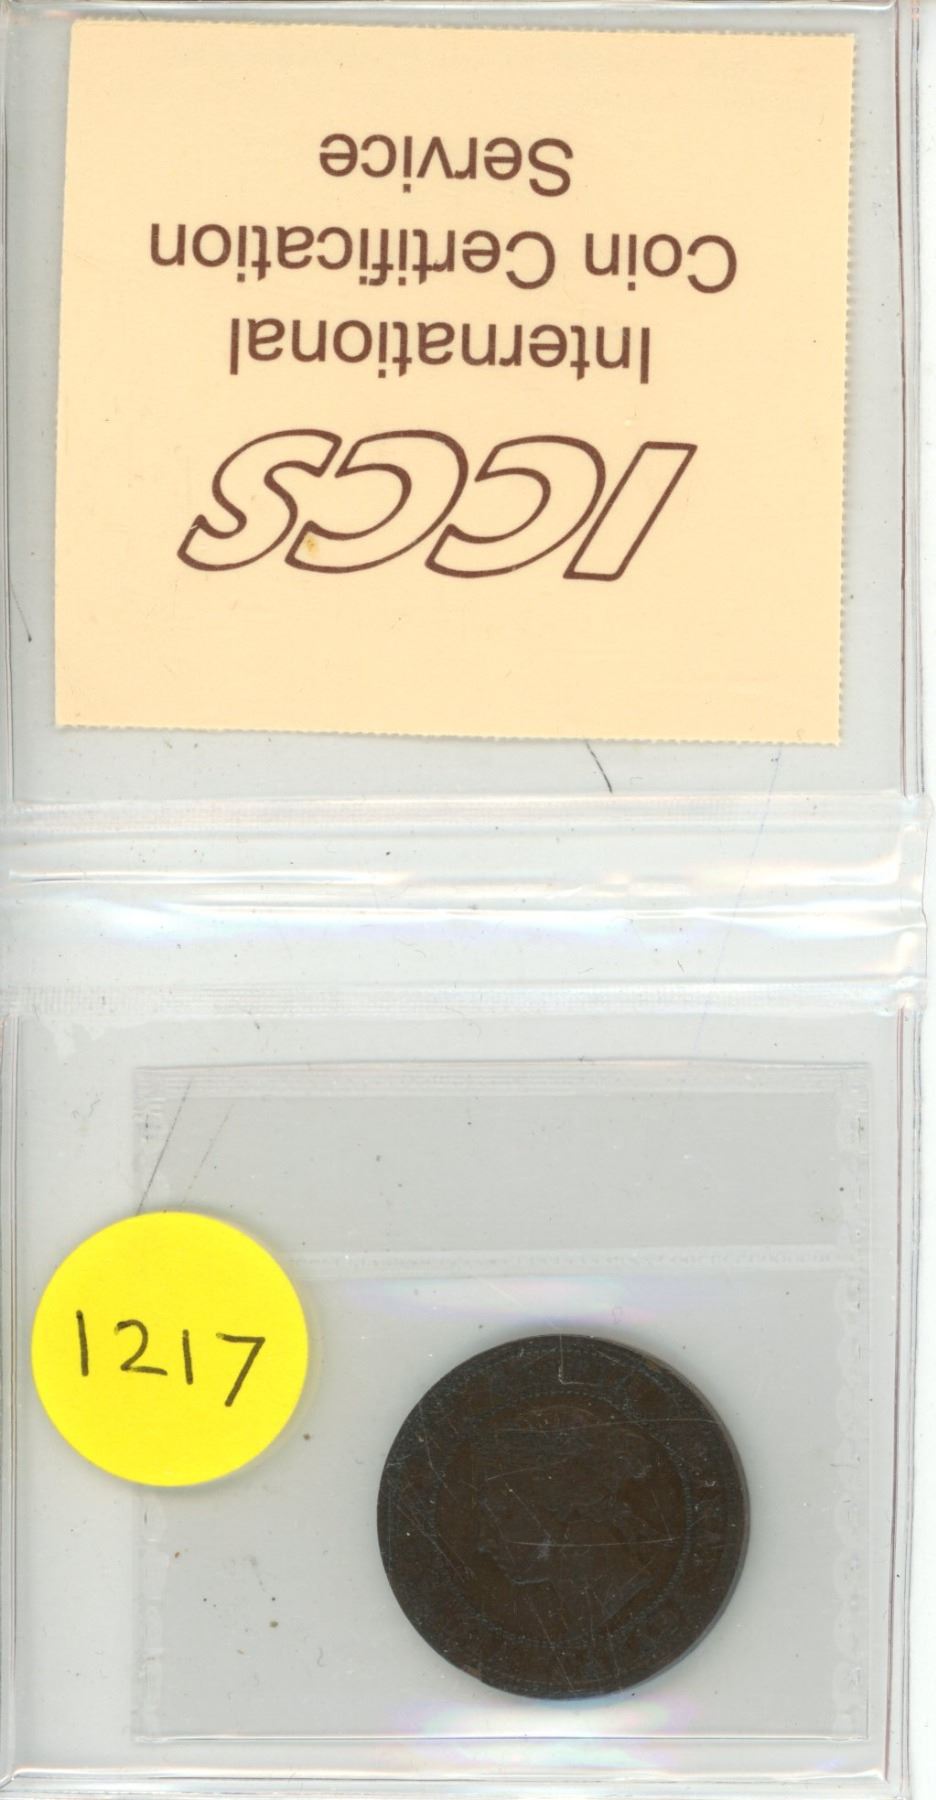 ICCS
International
Coin Certification
Service
1217